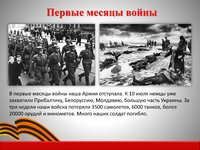 Первые месяцы войны
В первые месяцы войны наша Армия отступала. К 10 июля немцы уже
захватили Прибалтику, Белоруссию, Молдавию, большую часть Украины. За
три недели наши войска потеряли 3500 самолетов, 6000 танков, более
20000 орудий и минометов. Много наших солдат погибло.